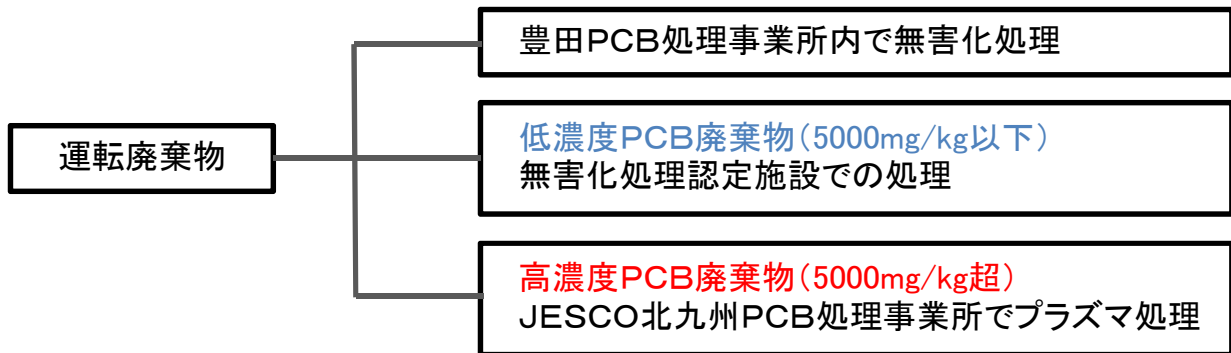 運転廃棄物
豊田PCB処理事業所内で無害化処理
低濃度PCB廃棄物(5000mg/kg以下)
無害化処理認定施設での処理
高濃度PCB廃棄物(5000mg/kg超)
JESCO北九州PCB処理事業所でプラズマ処理